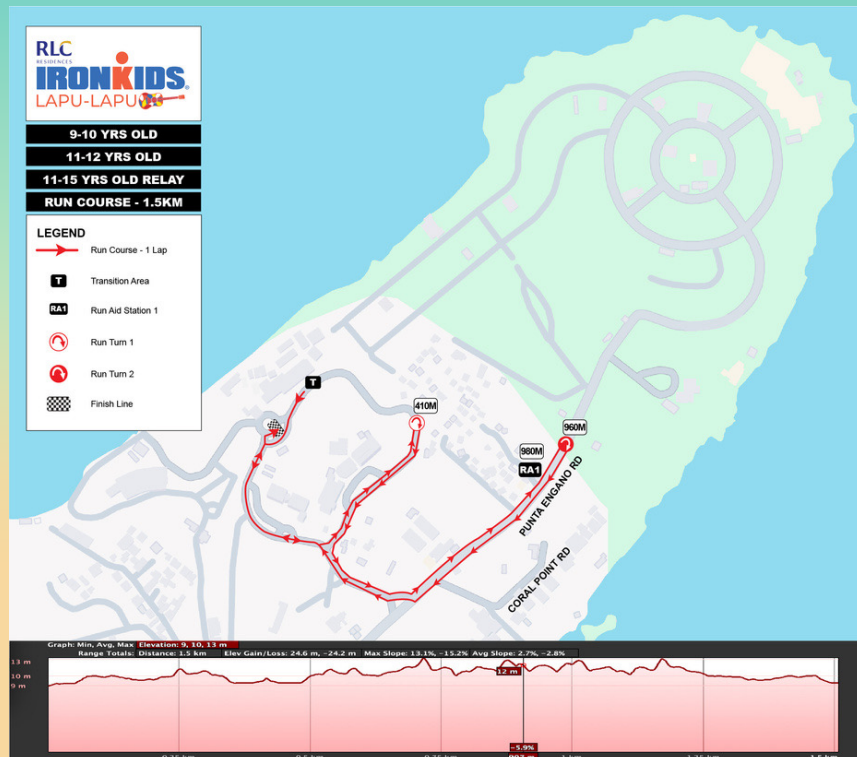 RLC
RESIDENCES
IRONKIDS
LAPU-LAPU
9-10 YRS OLD
11-12 YRS OLD
11-15 YRS OLD RELAY
RUN COURSE - 1.5KM
LEGEND
Run Course - 1 Lap
T Transition Area
RA1 Run Aid Station 1
Run Turn 1
Run Turn 2
Finish Line
T
410M
960M
980M
RA1
PUNTA ENGANO RD
CORAL POINT RD
Graph: Min, Avg, Max Elevation: 9, 10, 13 m
Range Totals: Distance: 1.5 km Elev Gain/Loss: 24.6 m, -24.2 m Max Slope: 13.1%, -15.2% Avg Slope: 2.7%, -2.8%
13 m
10 m
9 m
12 m
-5.9%